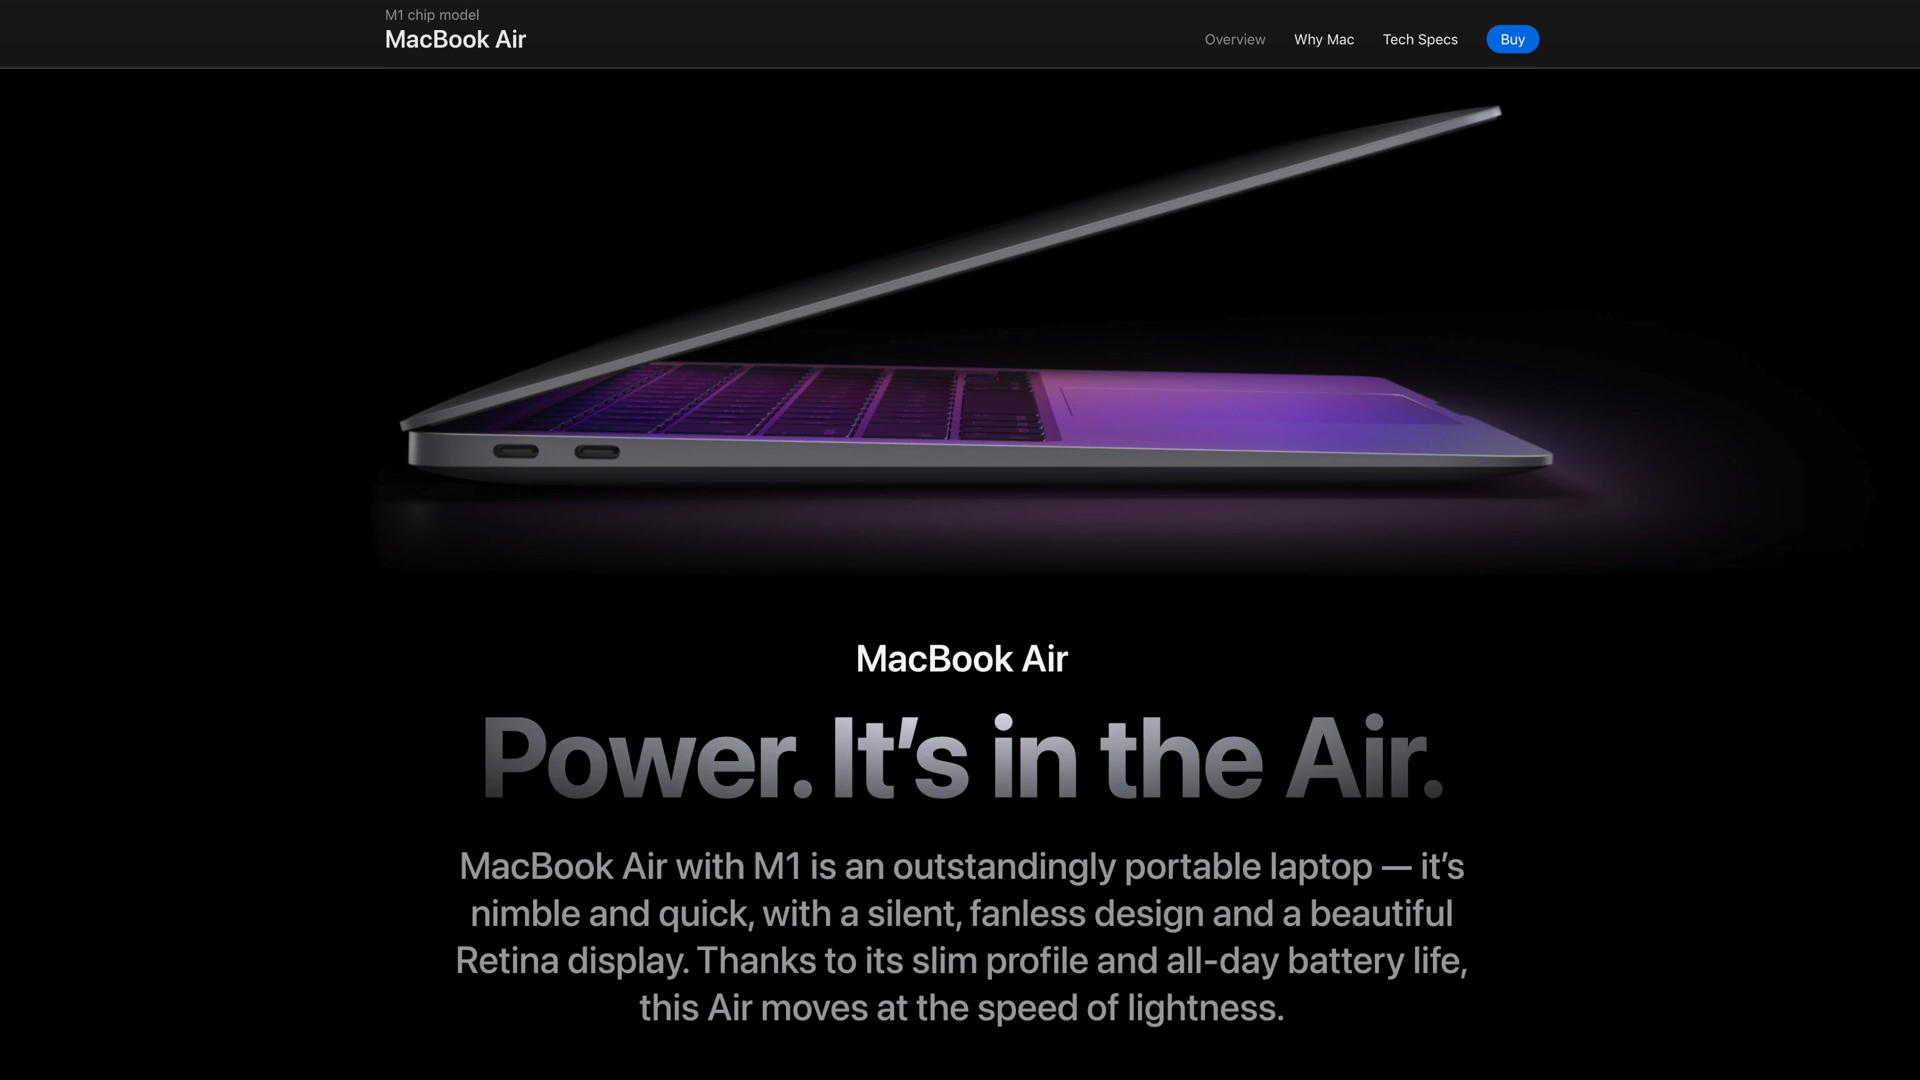 M1 chip model
MacBook Air
Overview Why Mac Tech Specs Buy
MacBook Air
Power. It’s in the Air.
MacBook Air with M1 is an outstandingly portable laptop — it’s
nimble and quick, with a silent, fanless design and a beautiful
Retina display. Thanks to its slim profile and all-day battery life,
this Air moves at the speed of lightness.